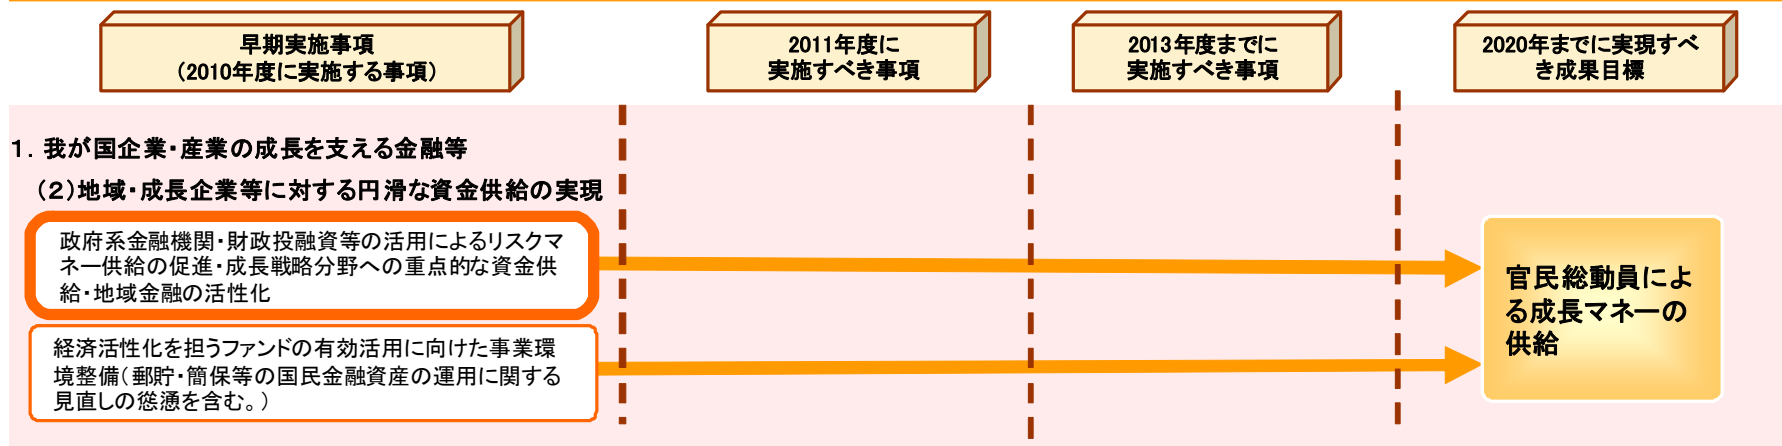 早期実施事項
（2010年度に実施する事項）
2011年度に
実施すべき事項
2013年度までに
実施すべき事項
2020年までに実現すべ
き成果目標
１．我が国企業・産業の成長を支える金融等
（２）地域・成長企業等に対する円滑な資金供給の実現
政府系金融機関・財政投融資等の活用によるリスクマ
ネー供給の促進・成長戦略分野への重点的な資金供
給・地域金融の活性化
経済活性化を担うファンドの有効活用に向けた事業環
境整備（郵貯・簡保等の国民金融資産の運用に関する
見直しの慫慂を含む。）
官民総動員によ
る成長マネーの
供給